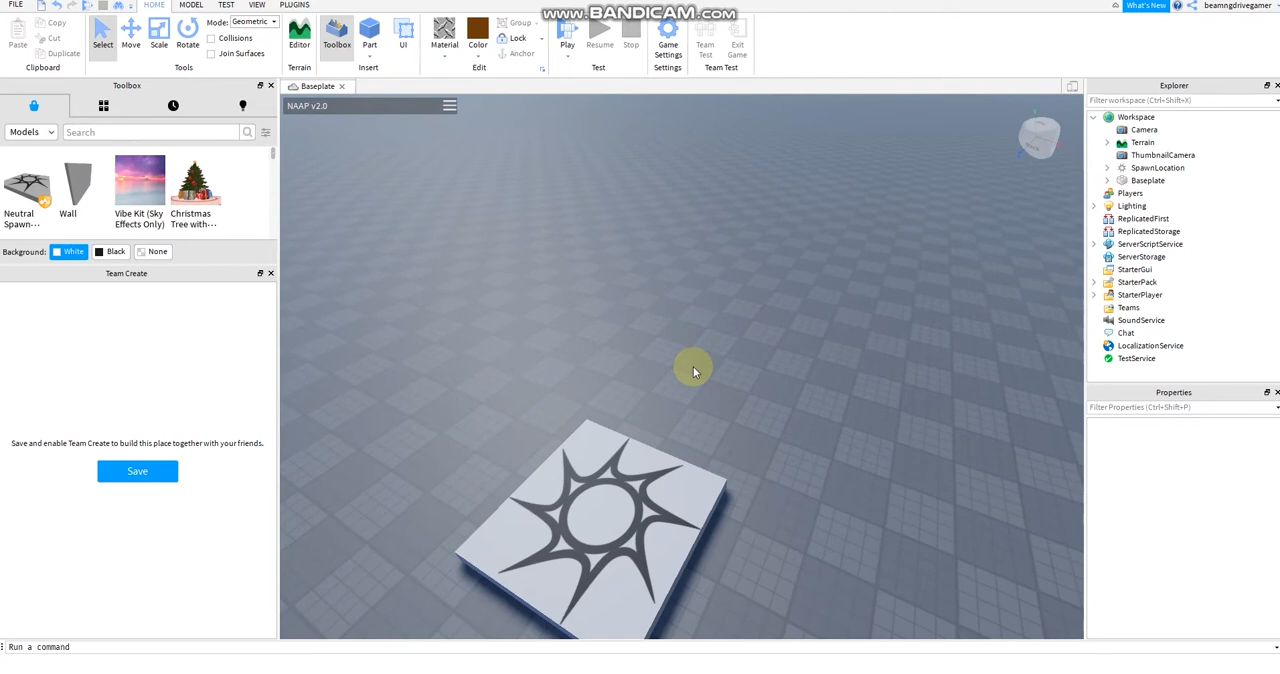 www.BANDICAM.com
FILE HOME MODEL TEST VIEW PLUGINS What's New beamngdrivegamer
Paste Copy Cut Duplicate Select Move Scale Rotate Mode: Geometric Collisions Join Surfaces Editor Toolbox Part UI Material Color Group Lock Anchor Play Resume Stop Game Settings Team Test Exit Game
Clipboard Tools Terrain Insert Edit Test Settings Team Test
Toolbox
Models Search
Neutral Spawn...
Wall
Vibe Kit (Sky Effects Only)
Christmas Tree with...
Background: White Black None
Team Create
Save and enable Team Create to build this place together with your friends.
Save
Baseplate
NAAP v2.0
Explorer
Filter workspace (Ctrl+Shift+X)
Workspace
Camera
Terrain
ThumbnailCamera
SpawnLocation
Baseplate
Players
Lighting
ReplicatedFirst
ReplicatedStorage
ServerScriptService
ServerStorage
StarterGui
StarterPack
StarterPlayer
Teams
SoundService
Chat
LocalizationService
TestService
Properties
Filter Properties (Ctrl+Shift+P)
Run a command